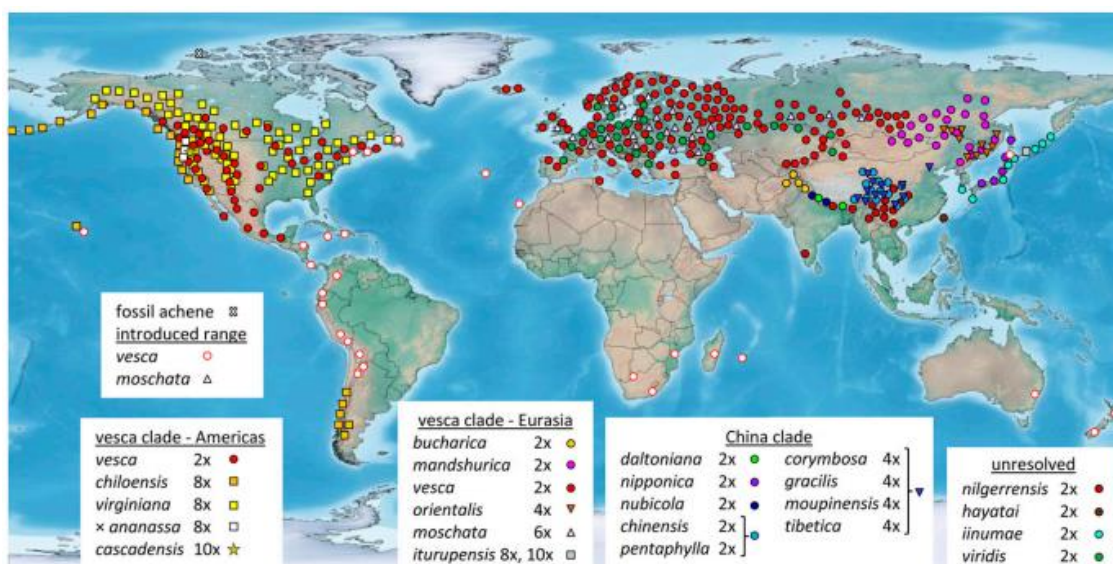 fossil achene
introduced range
vesca
moschata
vesca clade - Americas
vesca 2x
chiloensis 8x
virginiana 8x
× ananassa 8x
cascadensis 10x
vesca clade - Eurasia
bucharica 2x
mandshurica 2x
vesca 2x
orientalis 4x
moschata 6x
iturupensis 8x, 10x
China clade
daltoniana 2x
nipponica 2x
nubicola 2x
chinensis 2x
pentaphylla 2x
corymbosa 4x
gracilis 4x
moupinensis 4x
tibetica 4x
unresolved
nilgerrensis 2x
hayatai 2x
iinumae 2x
viridis 2x